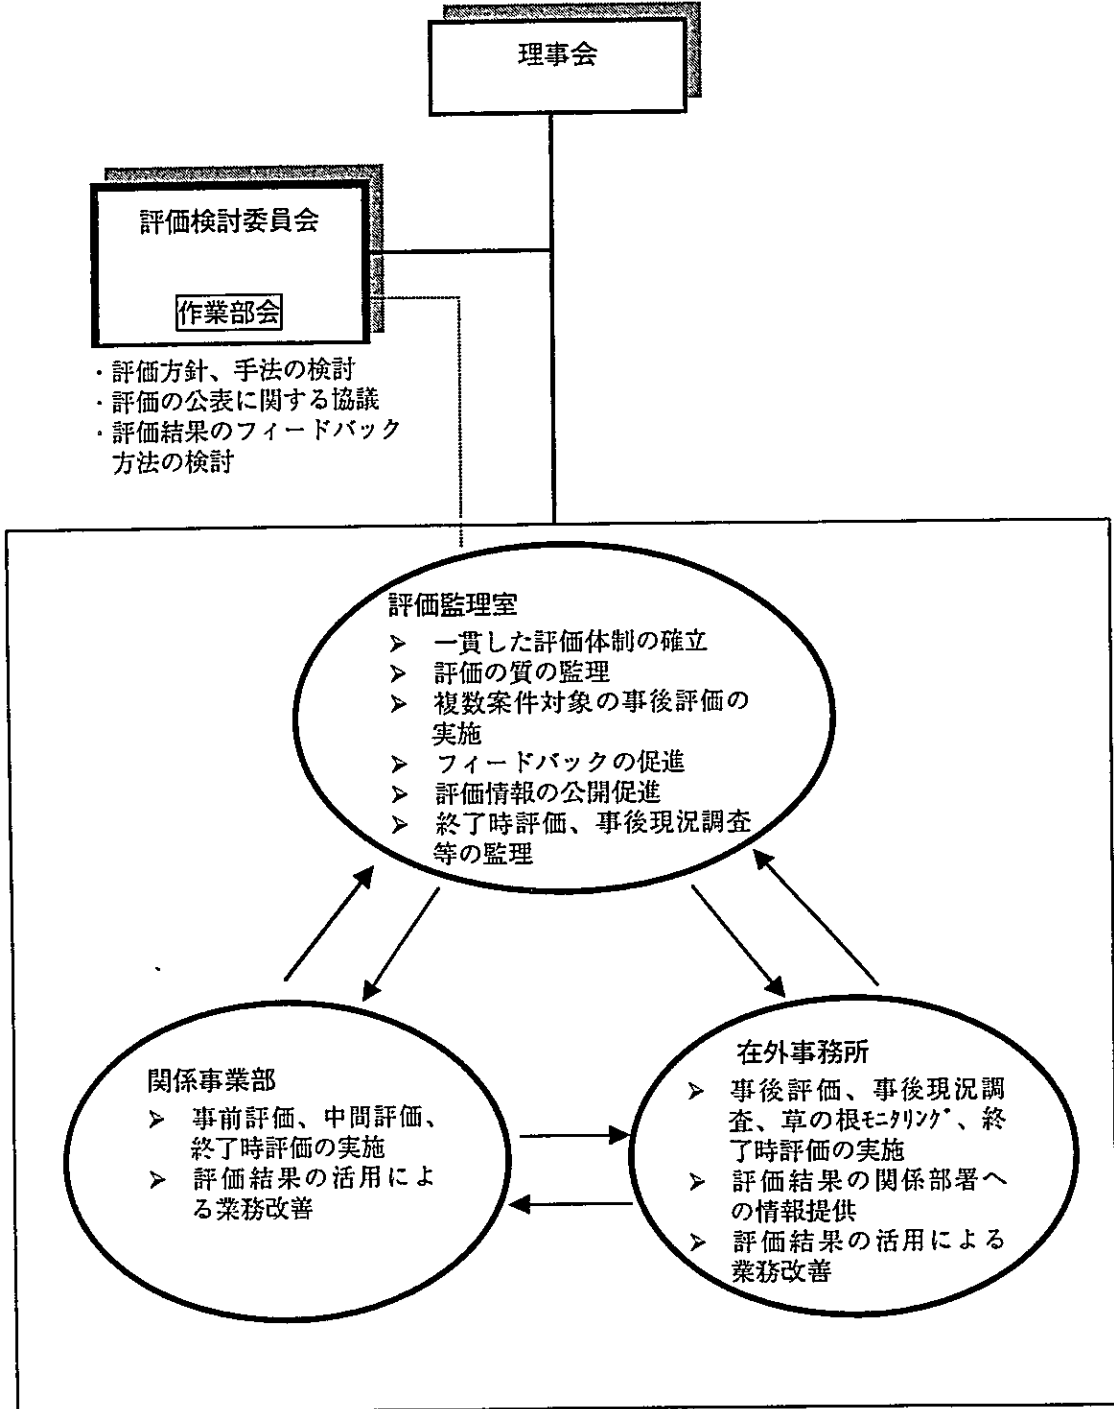 理事会
評価検討委員会
作業部会
・評価方針、手法の検討
・評価の公表に関する協議
・評価結果のフィードバック
方法の検討
評価監理室
➢ 一貫した評価体制の確立
➢ 評価の質の監理
➢ 複数案件対象の事後評価の
実施
➢ フィードバックの促進
➢ 評価情報の公開促進
➢ 終了時評価、事後現況調査
等の監理
関係事業部
➢ 事前評価、中間評価、
終了時評価の実施
➢ 評価結果の活用によ
る業務改善
在外事務所
➢ 事後評価、事後現況調
査、草の根ﾓﾆﾀﾘﾝｸﾞ、終
了時評価の実施
➢ 評価結果の関係部署へ
の情報提供
➢ 評価結果の活用による
業務改善